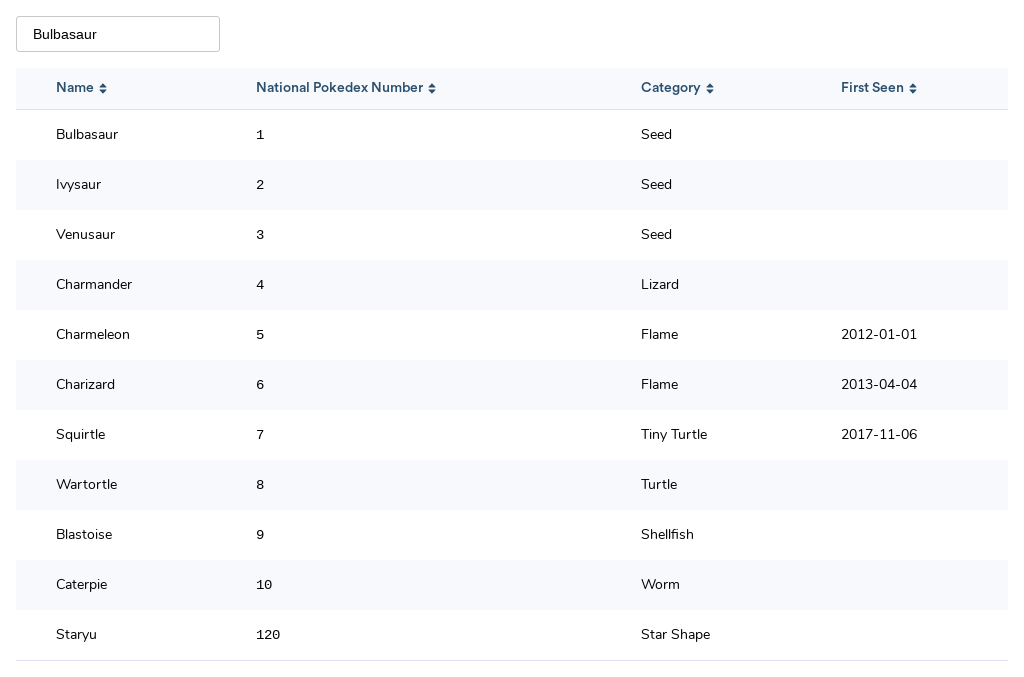 Bulbasaur
Name National Pokedex Number Category First Seen
Bulbasaur 1 Seed
Ivysaur 2 Seed
Venusaur 3 Seed
Charmander 4 Lizard
Charmeleon 5 Flame 2012-01-01
Charizard 6 Flame 2013-04-04
Squirtle 7 Tiny Turtle 2017-11-06
Wartortle 8 Turtle
Blastoise 9 Shellfish
Caterpie 10 Worm
Staryu 120 Star Shape